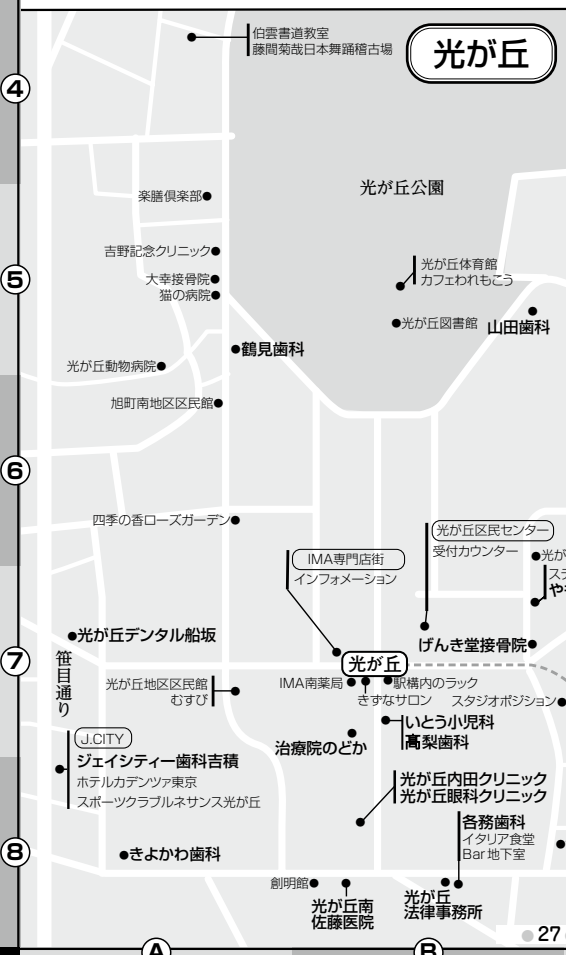 伯雲書道教室
藤間菊哉日本舞踊稽古場
光が丘
④
光が丘公園
楽膳倶楽部
吉野記念クリニック
光が丘体育館
カフェわれもこう
⑤
大幸接骨院
猫の病院
光が丘図書館
山田歯科
鶴見歯科
光が丘動物病院
旭町南地区区民館
⑥
四季の香ローズガーデン
光が丘区民センター
受付カウンター
IMA専門店街
インフォメーション
光が
ステ
や
光が丘デンタル船坂
げんき堂接骨院
⑦
笹目通り
光が丘
光が丘地区区民館
むすび
IMA南薬局
駅構内のラック
きずなサロン
スタジオポジション
いとう小児科
髙梨歯科
治療院のどか
J.CITY
ジェイシティー歯科吉積
ホテルカデンツァ東京
スポーツクラブルネサンス光が丘
光が丘内田クリニック
光が丘眼科クリニック
各務歯科
イタリア食堂
Bar地下室
⑧
きよかわ歯科
創明館
光が丘南
佐藤医院
光が丘
法律事務所
27
A
B